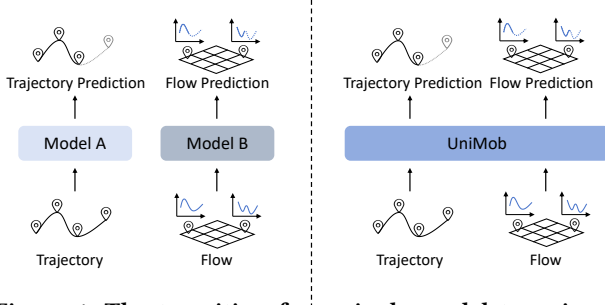 Trajectory Prediction Flow Prediction
Model A Model B
Trajectory Flow
Trajectory Prediction Flow Prediction
UniMob
Trajectory Flow